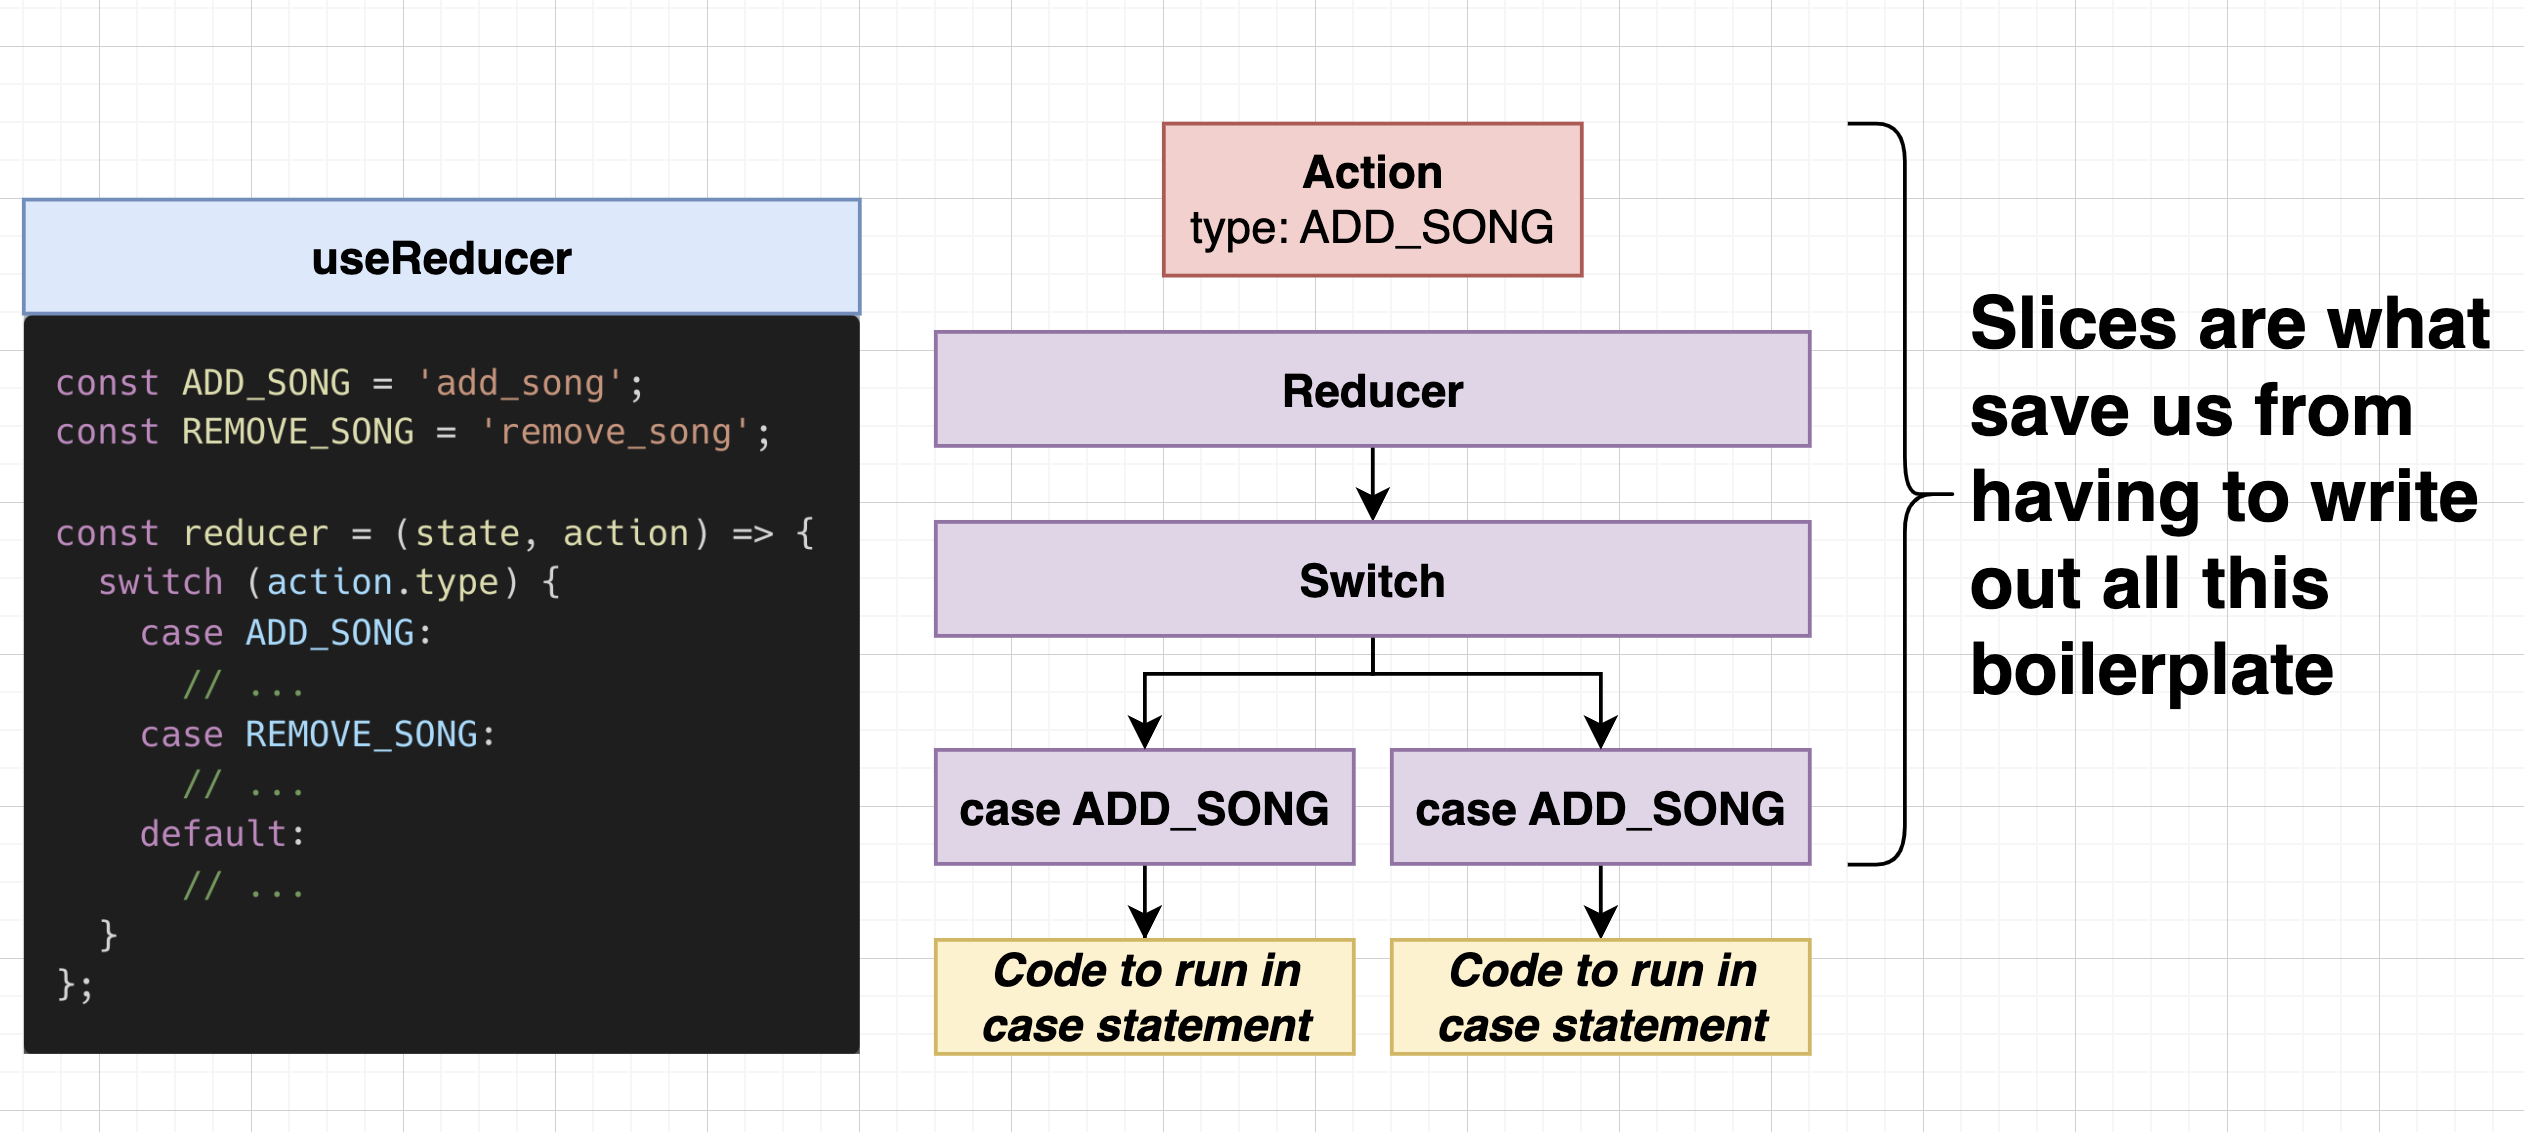 useReducer
const ADD_SONG = 'add_song';
const REMOVE_SONG = 'remove_song';
const reducer = (state, action) => {
switch (action.type) {
case ADD_SONG:
// ...
case REMOVE_SONG:
// ...
default:
// ...
}
};
Action
type: ADD_SONG
Reducer
Switch
case ADD_SONG
case ADD_SONG
Code to run in
case statement
Code to run in
case statement
Slices are what
save us from
having to write
out all this
boilerplate